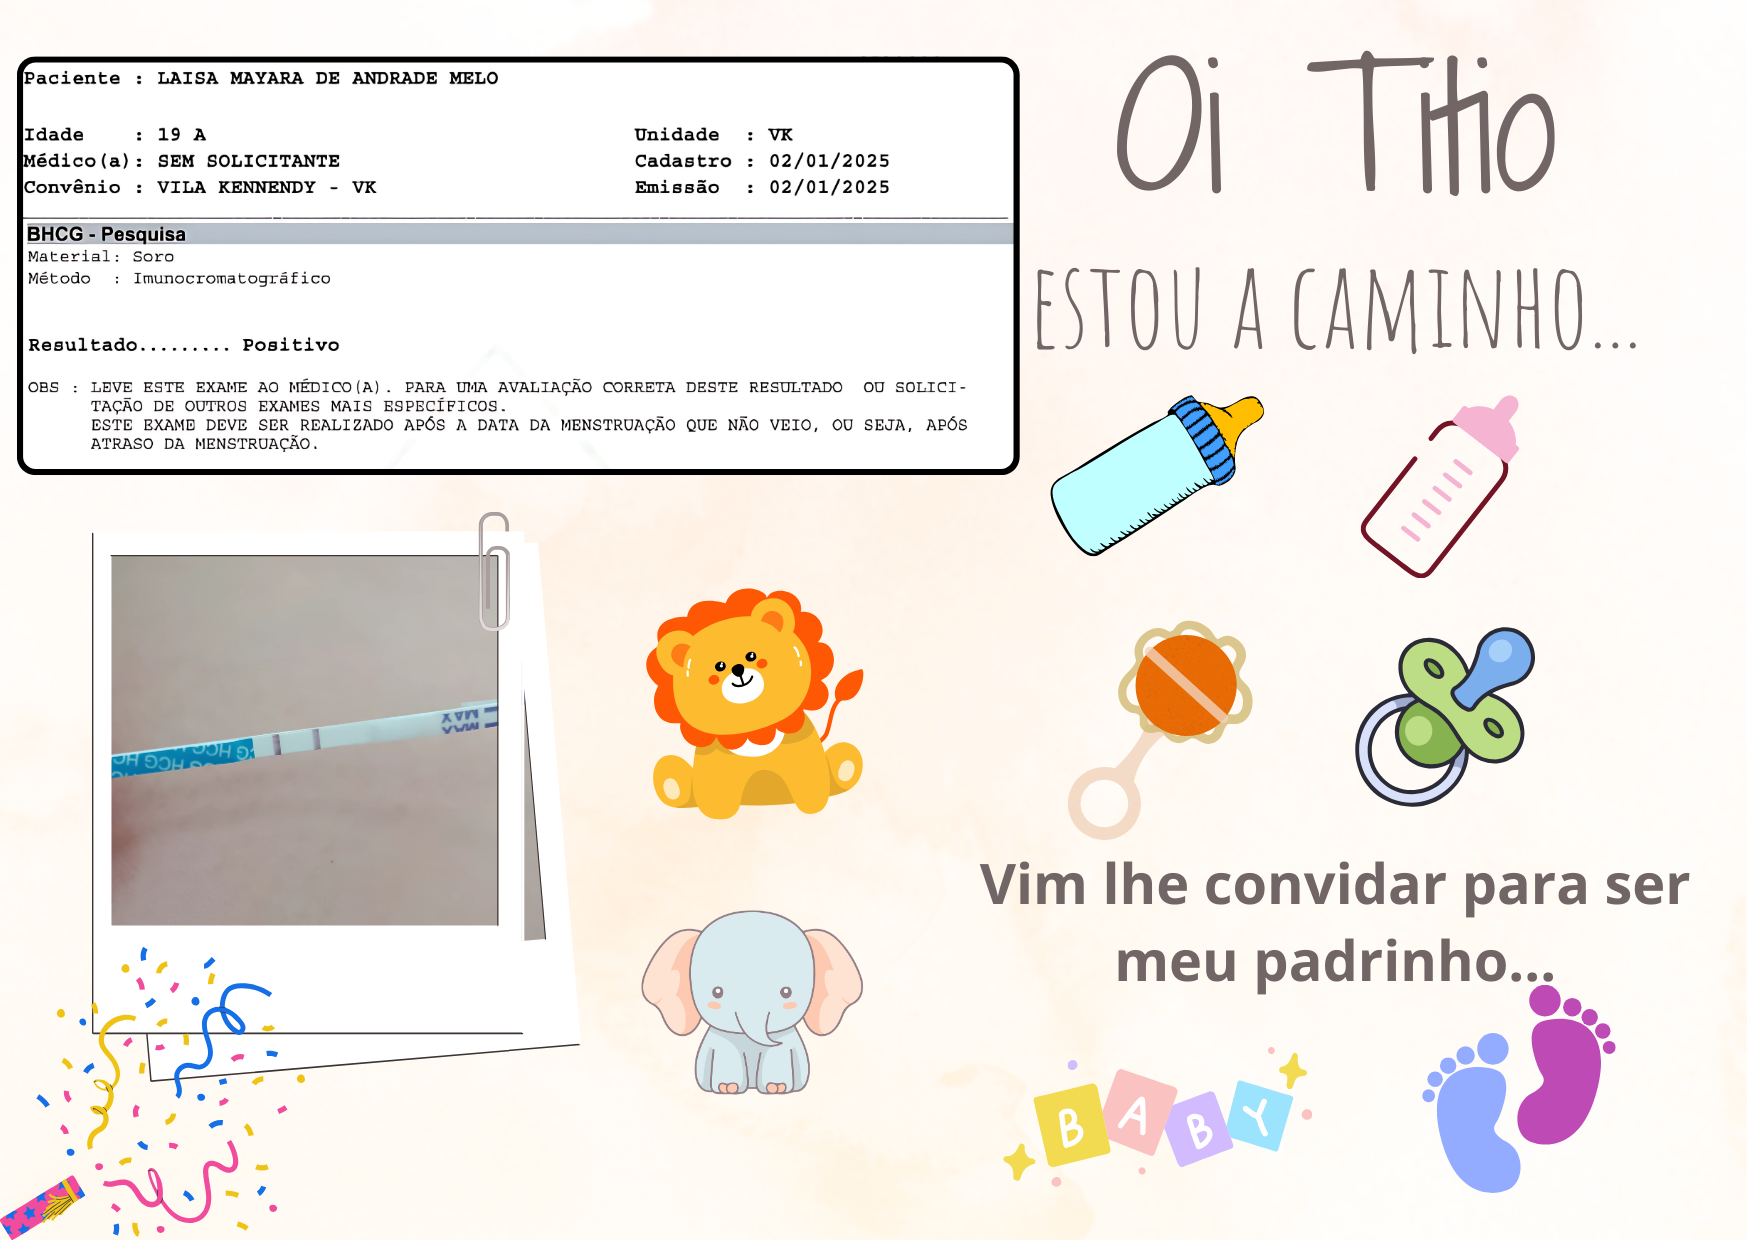 Paciente : LAISA MAYARA DE ANDRADE MELO
Idade : 19 A
Unidade : VK
Médico(a): SEM SOLICITANTE
Cadastro : 02/01/2025
Convênio : VILA KENNENDY - VK
Emissão : 02/01/2025
BHCG - Pesquisa
Material: Soro
Método : Imunocromatográfico
Resultado......... Positivo
OBS : LEVE ESTE EXAME AO MÉDICO(A). PARA UMA AVALIAÇÃO CORRETA DESTE RESULTADO OU SOLICI-
TAÇÃO DE OUTROS EXAMES MAIS ESPECÍFICOS.
ESTE EXAME DEVE SER REALIZADO APÓS A DATA DA MENSTRUAÇÃO QUE NÃO VEIO, OU SEJA, APÓS
ATRASO DA MENSTRUAÇÃO.
Oi Titio
ESTOU A CAMINHO...
MAX
HCG HCG
Vim lhe convidar para ser
meu padrinho...
BABY